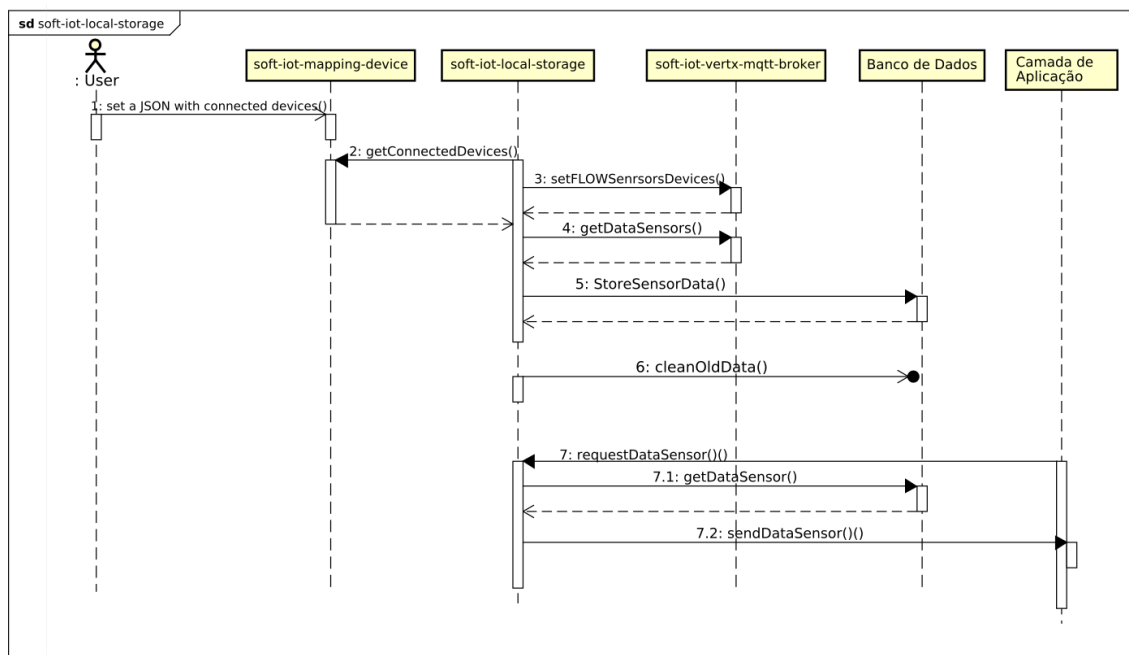 sd soft-iot-local-storage
: User
soft-iot-mapping-device
soft-iot-local-storage
soft-iot-vertx-mqtt-broker
Banco de Dados
Camada de
Aplicação
1: set a JSON with connected devices()
2: getConnectedDevices()
3: setFLOWSenrsorsDevices()
4: getDataSensors()
5: StoreSensorData()
6: cleanOldData()
7: requestDataSensor()()
7.1: getDataSensor()
7.2: sendDataSensor()()